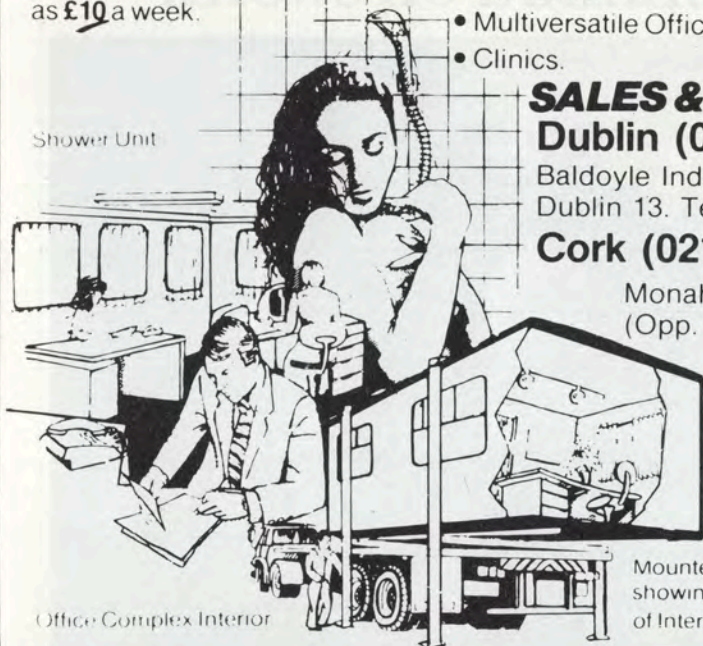 as £10 a week.
• Multiversatile Offic
• Clinics.
SALES &
Dublin (0
Baldoyle Ind
Dublin 13. Te
Cork (021
Monah
(Opp.
Shower Unit
Mounte
showin
of Inter
Office Complex Interior